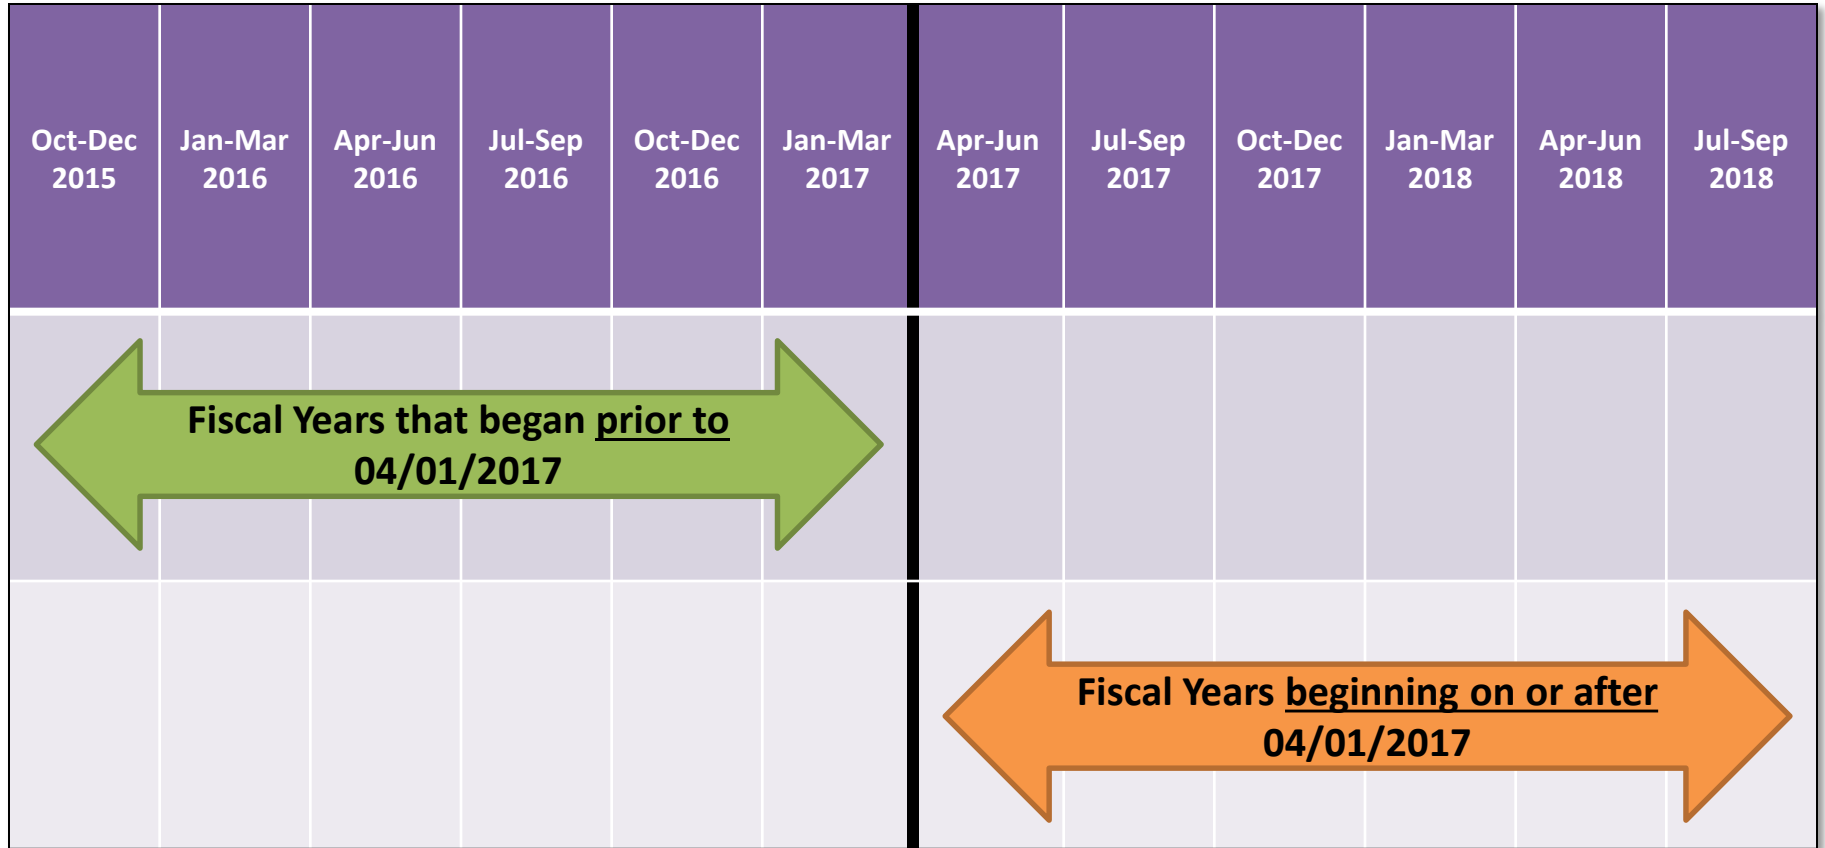 Oct-Dec
2015
Jan-Mar
2016
Apr-Jun
2016
Jul-Sep
2016
Oct-Dec
2016
Jan-Mar
2017
Apr-Jun
2017
Jul-Sep
2017
Oct-Dec
2017
Jan-Mar
2018
Apr-Jun
2018
Jul-Sep
2018
Fiscal Years that began prior to
04/01/2017
Fiscal Years beginning on or after
04/01/2017